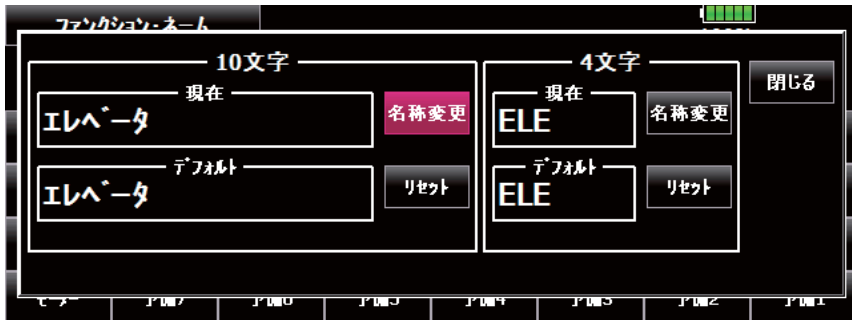 ファンクション・ネーム
10文字
4文字
閉じる
現在
エレベータ
名称変更
現在
ELE
名称変更
デフォルト
エレベータ
リセット
デフォルト
ELE
リセット